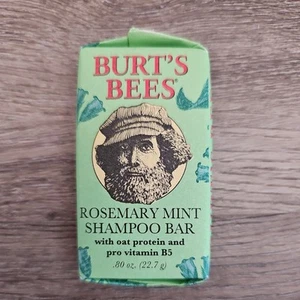 BURT'S
BEES®
ROSEMARY MINT
SHAMPOO BAR
with oat protein and
pro vitamin B5
.80 oz. (22.7 g)